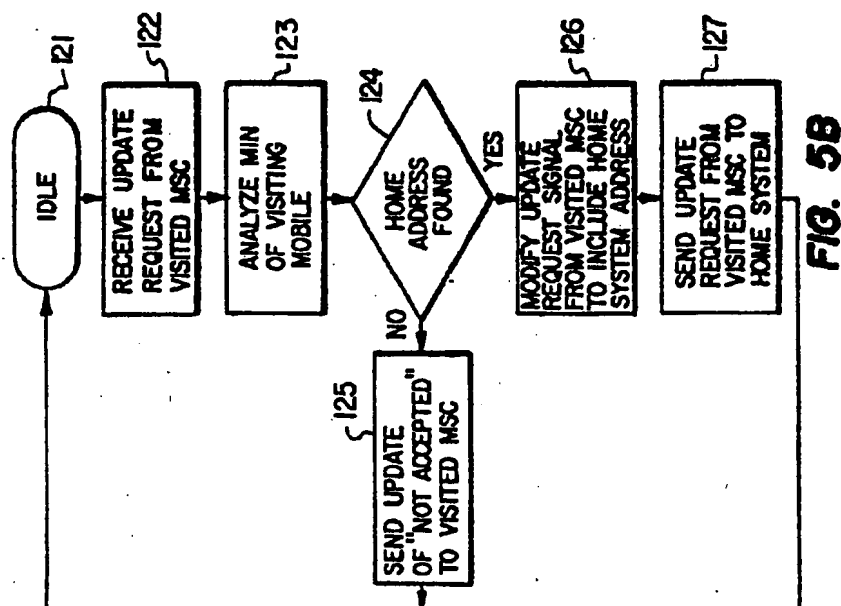 121
IDLE
122
RECEIVE UPDATE
REQUEST FROM
VISITED MSC
123
ANALYZE MIN
OF VISITING
MOBILE
124
HOME
ADDRESS
FOUND
NO
YES
125
SEND UPDATE
OF "NOT ACCEPTED"
TO VISITED MSC
126
MODIFY UPDATE
REQUEST SIGNAL
FROM VISITED MSC
TO INCLUDE HOME
SYSTEM ADDRESS
127
SEND UPDATE
REQUEST FROM
VISITED MSC TO
HOME SYSTEM
FIG. 5B